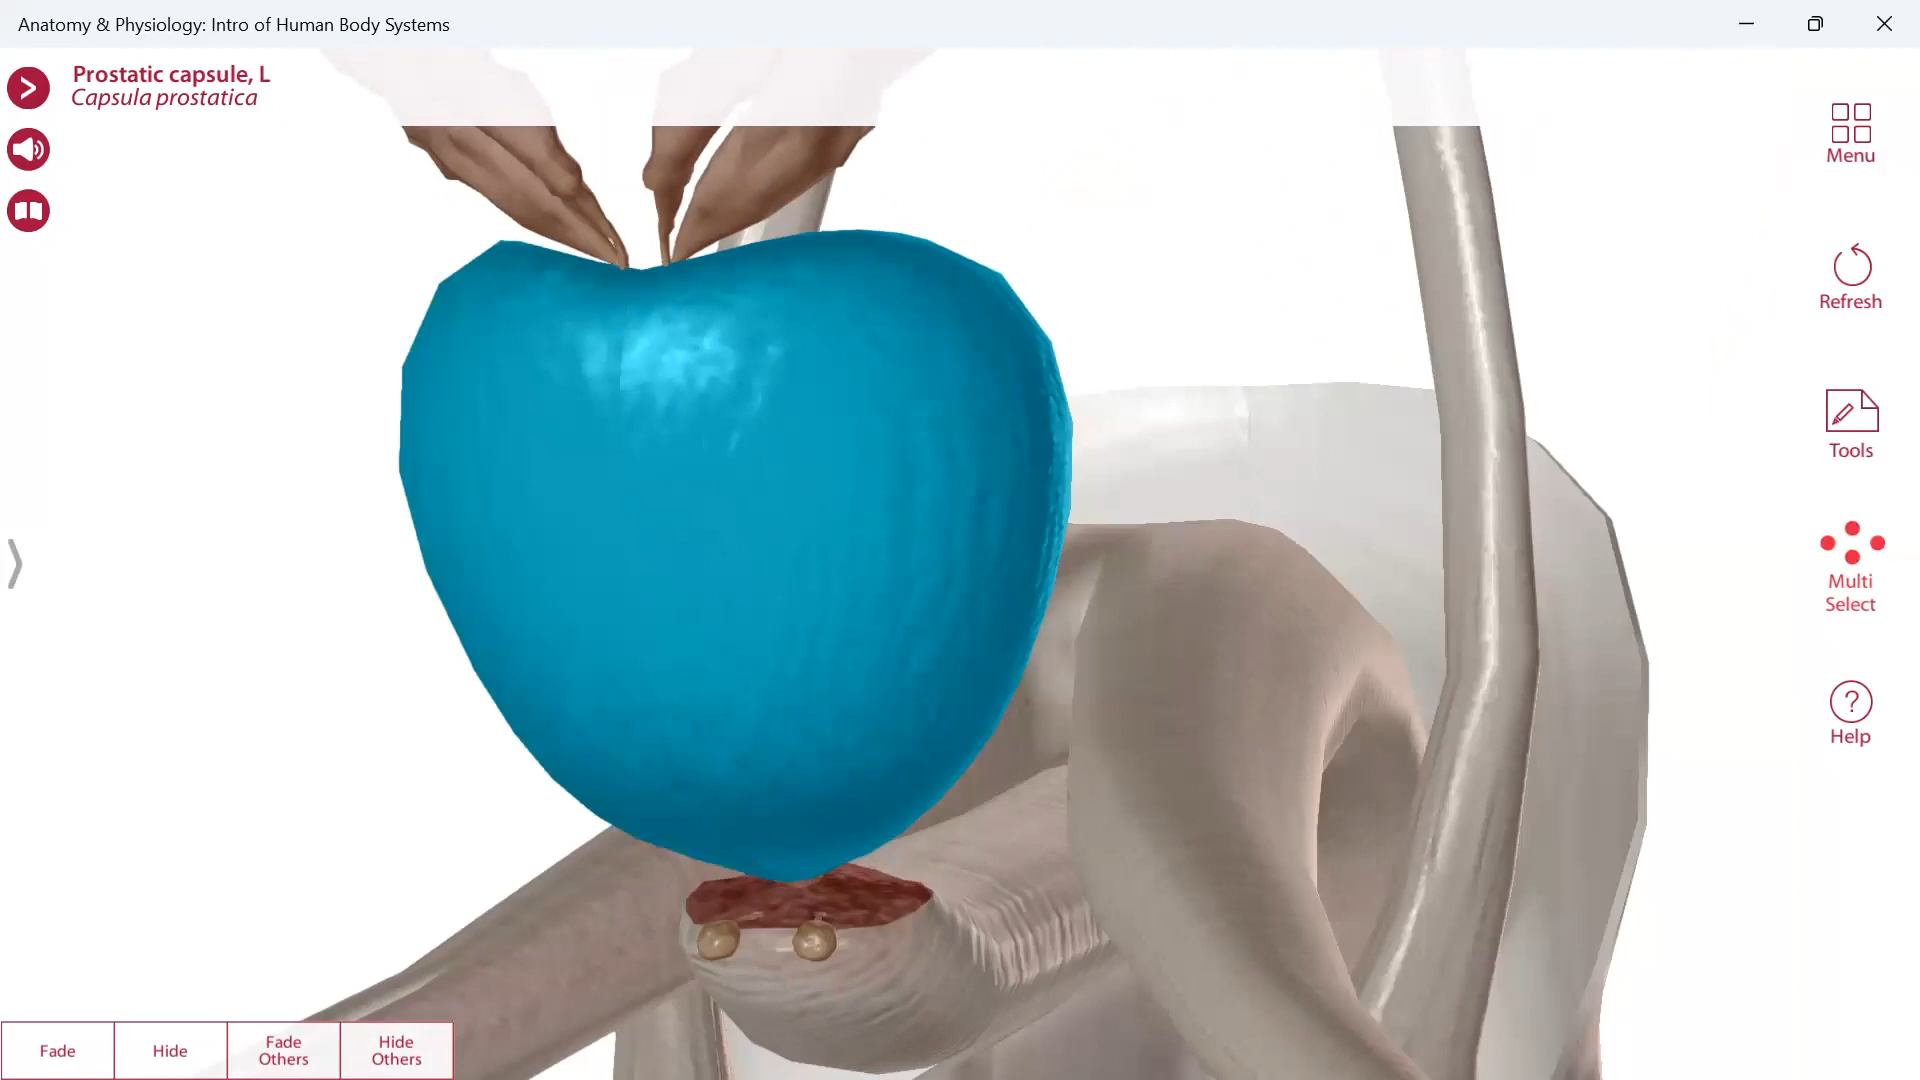 Anatomy & Physiology: Intro of Human Body Systems
Prostatic capsule, L
Capsula prostatica
Menu
Refresh
Tools
Multi
Select
?
Help
Fade
Hide
Fade
Others
Hide
Others